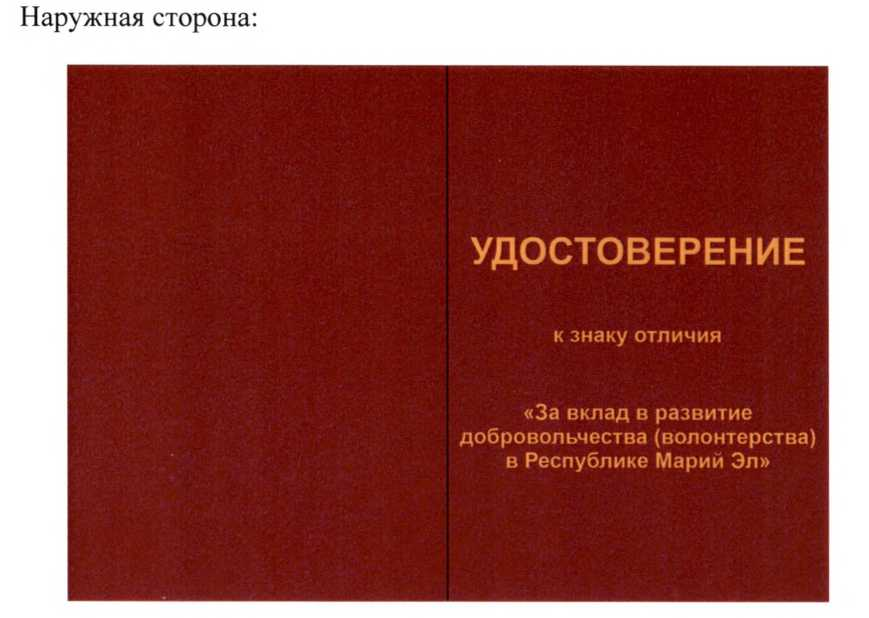 Наружная сторона:
УДОСТОВЕРЕНИЕ
к знаку отличия
«За вклад в развитие
добровольчества (волонтерства)
в Республике Марий Эл»